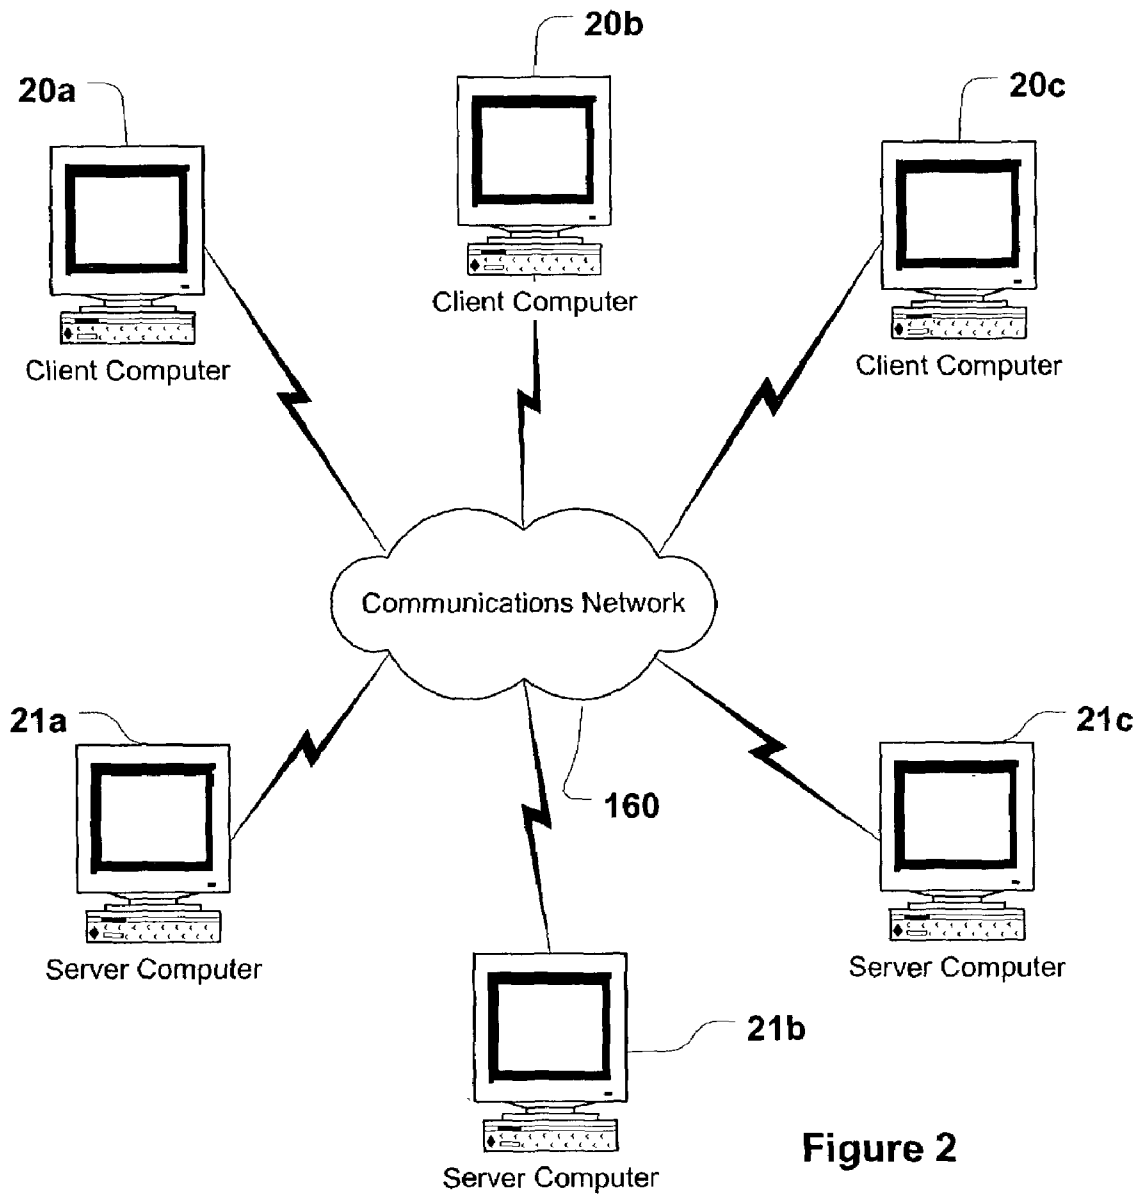 20b
20a
20c
Client Computer
Client Computer
Client Computer
Communications Network
21a
21c
160
Server Computer
Server Computer
21b
Figure 2
Server Computer